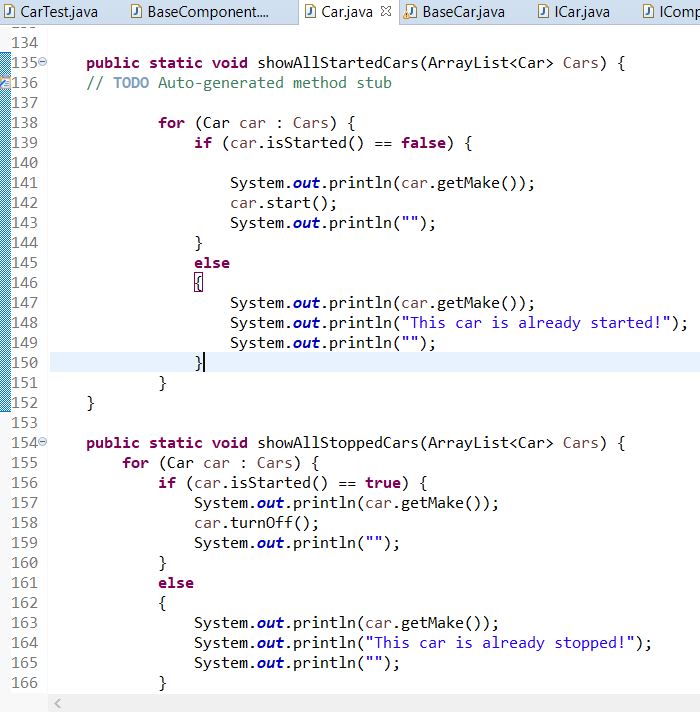 CarTest.java BaseComponent.... Car.java BaseCar.java ICar.java IComp
134
135 public static void showAllStartedCars(ArrayList<Car> Cars) {
136 // TODO Auto-generated method stub
137
138 for (Car car : Cars) {
139 if (car.isStarted() == false) {
140
141 System.out.println(car.getMake());
142 car.start();
143 System.out.println("");
144 }
145 else
146 {
147 System.out.println(car.getMake());
148 System.out.println("This car is already started!");
149 System.out.println("");
150 }
151 }
152 }
153
154 public static void showAllStoppedCars(ArrayList<Car> Cars) {
155 for (Car car : Cars) {
156 if (car.isStarted() == true) {
157 System.out.println(car.getMake());
158 car.turnOff();
159 System.out.println("");
160 }
161 else
162 {
163 System.out.println(car.getMake());
164 System.out.println("This car is already stopped!");
165 System.out.println("");
166 }